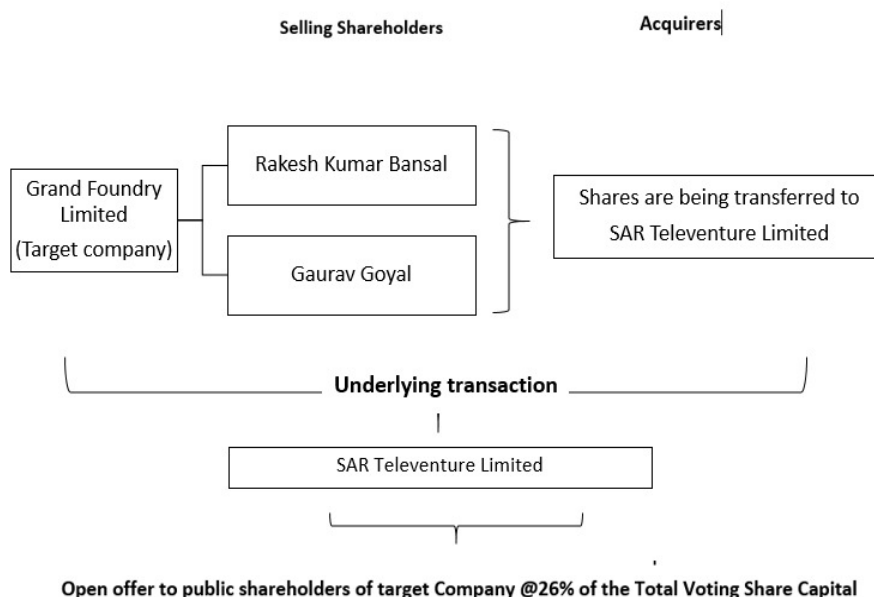 Selling Shareholders
Acquirers
Rakesh Kumar Bansal
Grand Foundry
Limited
(Target company)
Gaurav Goyal
Shares are being transferred to
SAR Televenture Limited
Underlying transaction
SAR Televenture Limited
Open offer to public shareholders of target Company @26% of the Total Voting Share Capital